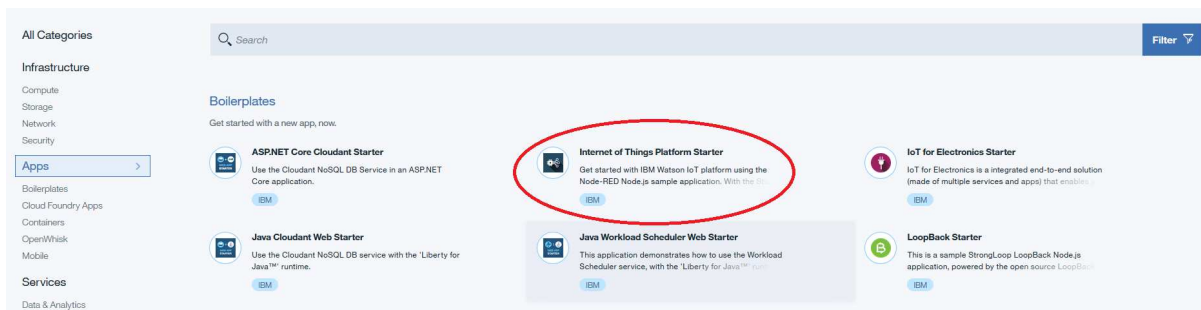 All Categories
Search
Filter
Infrastructure
Compute
Storage
Network
Security
Apps
Boilerplates
Cloud Foundry Apps
Containers
OpenWhisk
Mobile
Services
Data & Analytics
Boilerplates
Get started with a new app, now.
ASP.NET Core Cloudant Starter
Use the Cloudant NoSQL DB Service in an ASP.NET
Core application.
IBM
Internet of Things Platform Starter
Get started with IBM Watson IoT platform using the
Node-RED Node.js sample application. With the
IBM
IoT for Electronics Starter
IoT for Electronics is a integrated end-to-end solution
(made of multiple services and apps) that enables
IBM
Java Cloudant Web Starter
Use the Cloudant NoSQL DB service with the 'Liberty for
Java™' runtime.
IBM
Java Workload Scheduler Web Starter
This application demonstrates how to use the Workload
Scheduler service, with the 'Liberty for Java™'
IBM
LoopBack Starter
This is a sample StrongLoop LoopBack Node.js
application, powered by the open source
IBM